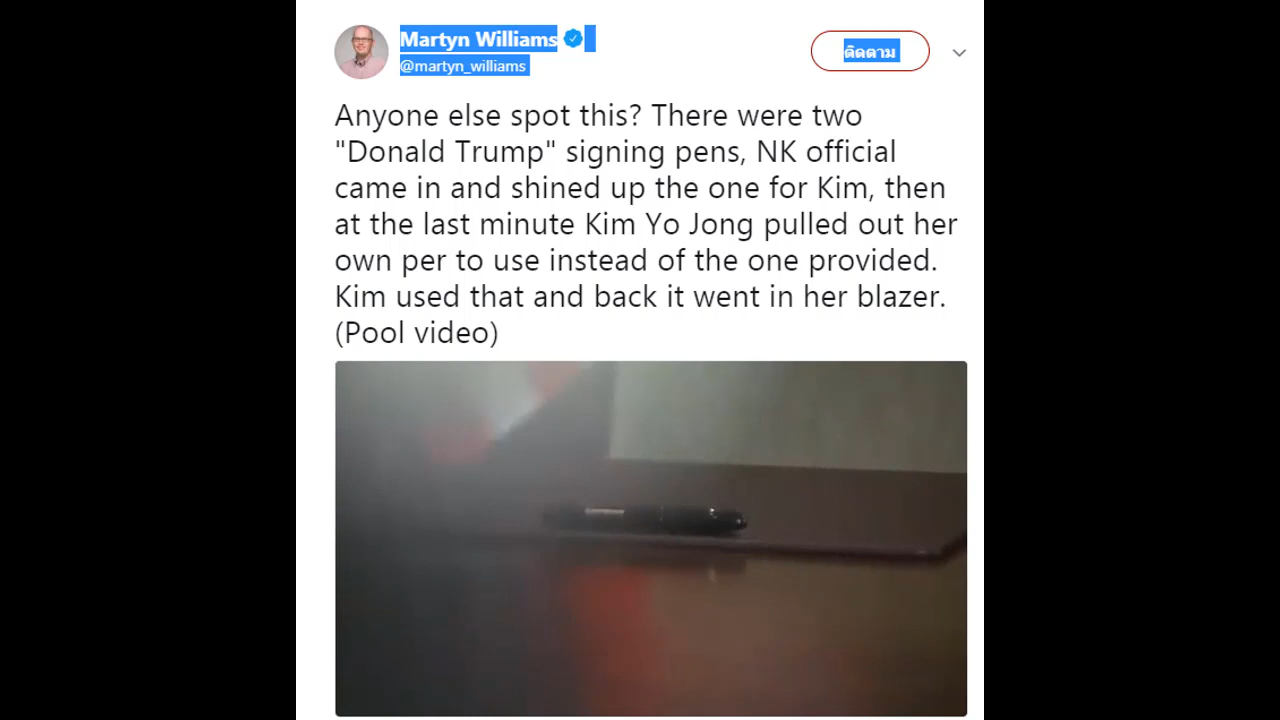 Martyn Williams
@martyn_williams
ติดตาม
Anyone else spot this? There were two
"Donald Trump" signing pens, NK official
came in and shined up the one for Kim, then
at the last minute Kim Yo Jong pulled out her
own per to use instead of the one provided.
Kim used that and back it went in her blazer.
(Pool video)